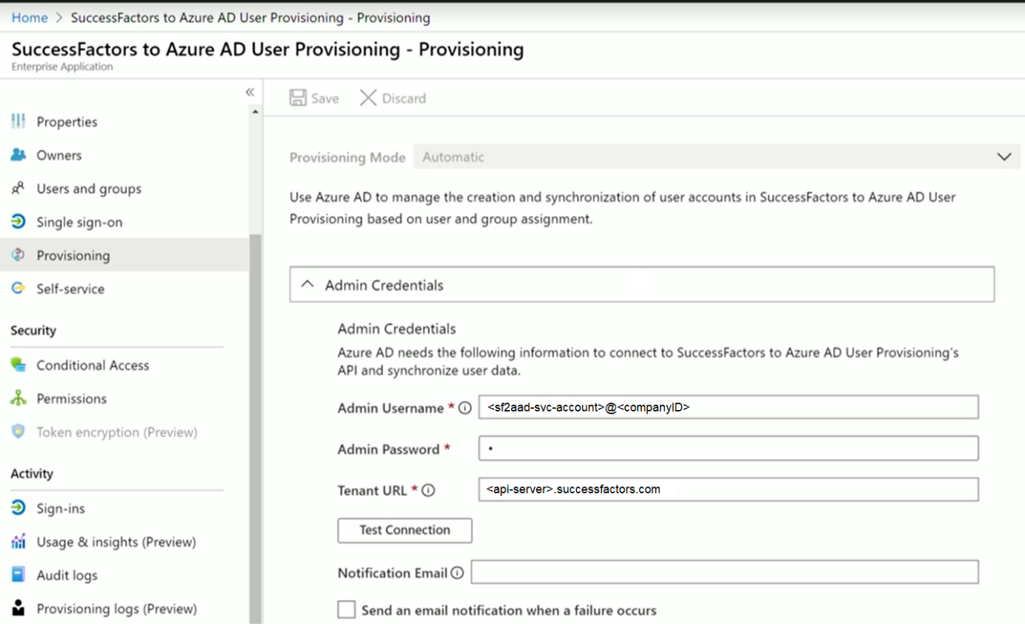 Home > SuccessFactors to Azure AD User Provisioning - Provisioning
SuccessFactors to Azure AD User Provisioning - Provisioning
Enterprise Application
«
Properties
Owners
Users and groups
Single sign-on
Provisioning
Self-service
Security
Conditional Access
Permissions
Token encryption (Preview)
Activity
Sign-ins
Usage & insights (Preview)
Audit logs
Provisioning logs (Preview)
Save Discard
Provisioning Mode Automatic
Use Azure AD to manage the creation and synchronization of user accounts in SuccessFactors to Azure AD User
Provisioning based on user and group assignment.
Admin Credentials
Admin Credentials
Azure AD needs the following information to connect to SuccessFactors to Azure AD User Provisioning's
API and synchronize user data.
Admin Username * <sf2aad-svc-account>@<companyID>
Admin Password * •
Tenant URL * <api-server>.successfactors.com
Test Connection
Notification Email
Send an email notification when a failure occurs